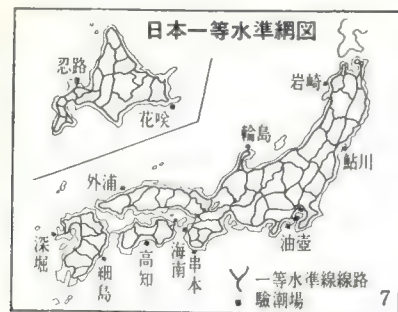 日本一等水準網図
忍路
花咲
岩崎
輪島
鮎川
外浦
油壺
深堀
細島
高知
海南
串本
一等水準線線路
驗潮場
7